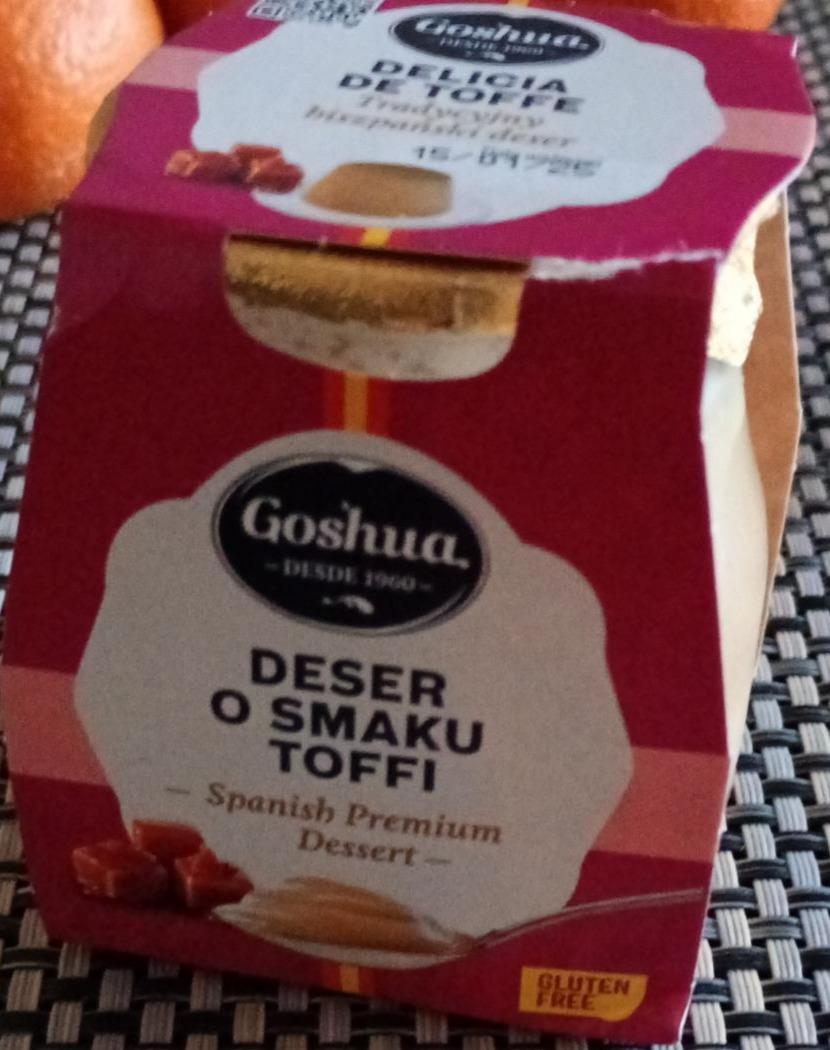 Goshua
DESDE 1960
DELICIA
DE TOFFE
Tradycyjny
hiszpański deser
Goshua
- DESDE 1960 -
DESER
O SMAKU
TOFFI
— Spanish Premium
Dessert —
GLUTEN
FREE